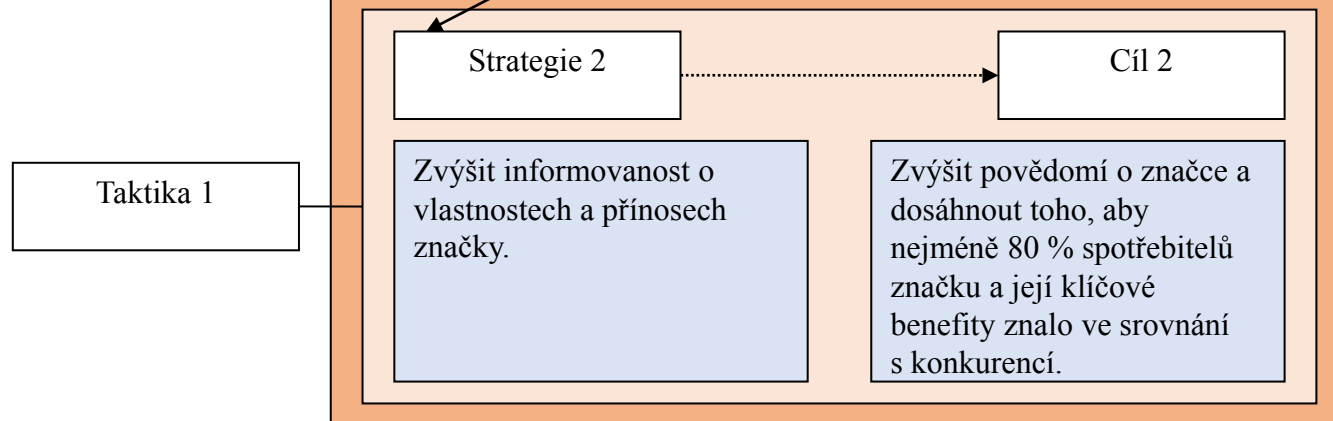 Strategie 2
Cíl 2
Taktika 1
Zvýšit informovanost o
vlastnostech a přínosech
značky.
Zvýšit povědomí o značce a
dosáhnout toho, aby
nejméně 80 % spotřebitelů
značku a její klíčové
benefity znalo ve srovnání
s konkurencí.